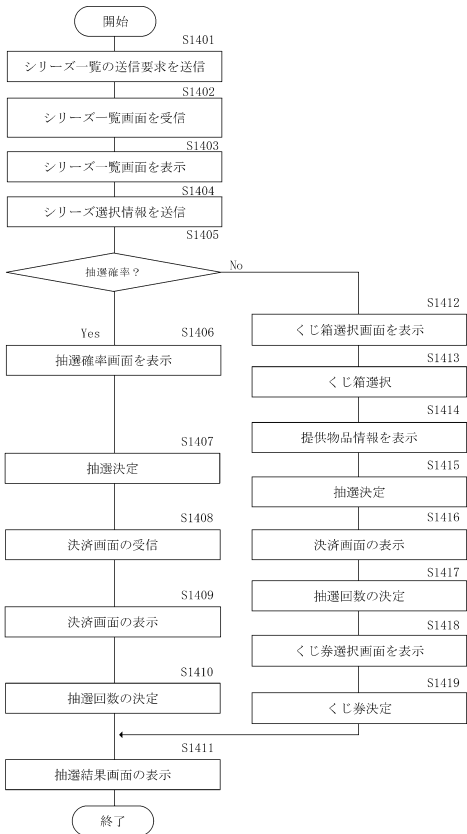 開始
S1401
シリーズ一覧の送信要求を送信
S1402
シリーズ一覧画面を受信
S1403
シリーズ一覧画面を表示
S1404
シリーズ選択情報を送信
S1405
抽選確率？
No
Yes
S1406
抽選確率画面を表示
S1407
抽選決定
S1408
決済画面の受信
S1409
決済画面の表示
S1410
抽選回数の決定
S1412
くじ箱選択画面を表示
S1413
くじ箱選択
S1414
提供物品情報を表示
S1415
抽選決定
S1416
決済画面の表示
S1417
抽選回数の決定
S1418
くじ券選択画面を表示
S1419
くじ券決定
S1411
抽選結果画面の表示
終了